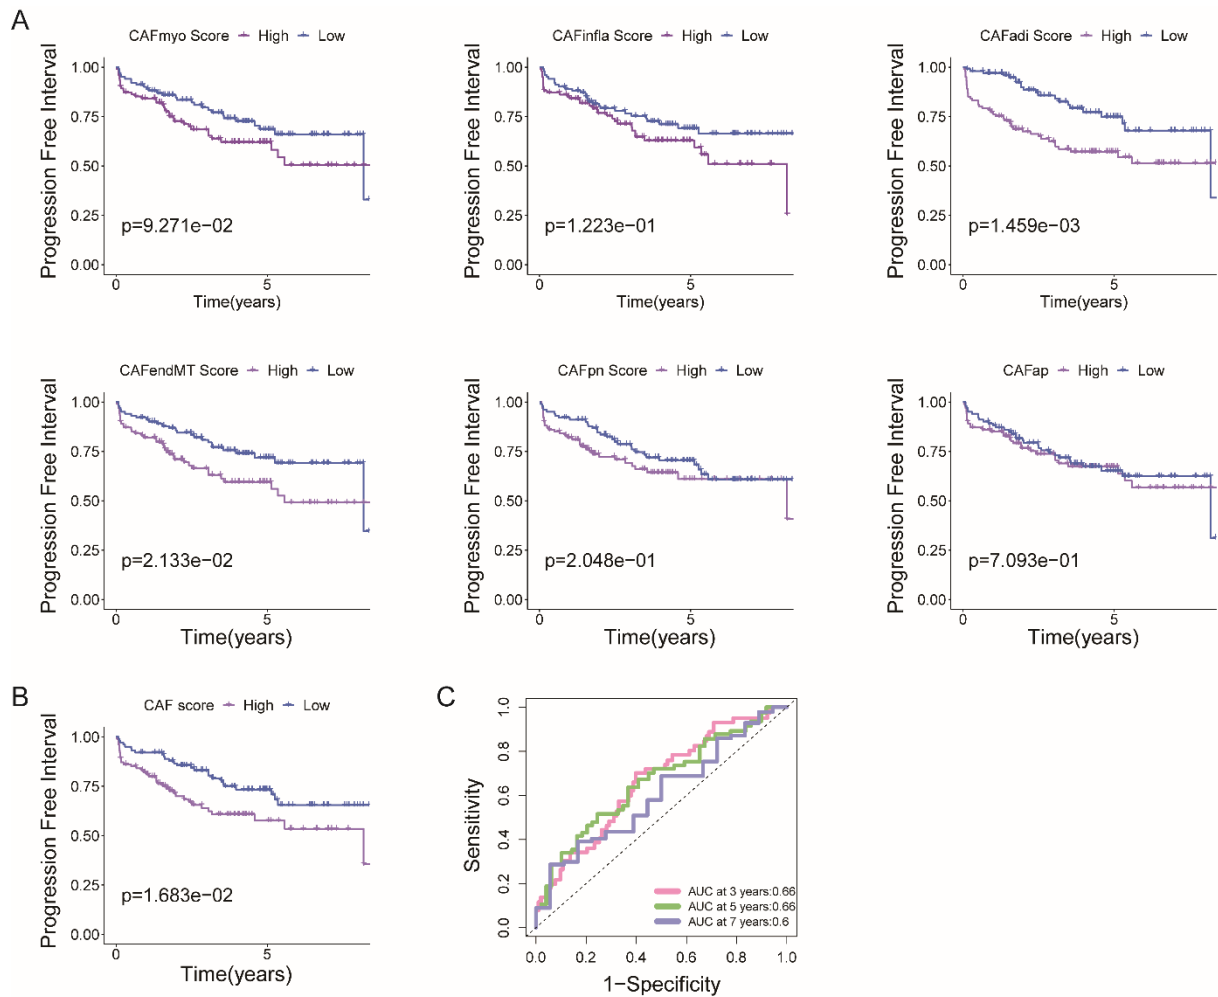 A
CAFmyo Score High Low
Progression Free Interval
1.00
0.75
0.50
0.25
0.00
p=9.271e−02
0 5
Time(years)
CAFinfla Score High Low
Progression Free Interval
1.00
0.75
0.50
0.25
0.00
p=1.223e−01
0 5
Time(years)
CAFadi Score High Low
Progression Free Interval
1.00
0.75
0.50
0.25
0.00
p=1.459e−03
0 5
Time(years)
CAFendMT Score High Low
Progression Free Interval
1.00
0.75
0.50
0.25
0.00
p=2.133e−02
0 5
Time(years)
CAFpn Score High Low
Progression Free Interval
1.00
0.75
0.50
0.25
0.00
p=2.048e−01
0 5
Time(years)
CAFap High Low
Progression Free Interval
1.00
0.75
0.50
0.25
0.00
p=7.093e−01
0 5
Time(years)
B
CAF score High Low
Progression Free Interval
1.00
0.75
0.50
0.25
0.00
p=1.683e−02
0 5
Time(years)
C
Sensitivity
1.0
0.8
0.6
0.4
0.2
0.0
AUC at 3 years:0.66
AUC at 5 years:0.66
AUC at 7 years:0.6
0.0 0.2 0.4 0.6 0.8 1.0
1−Specificity